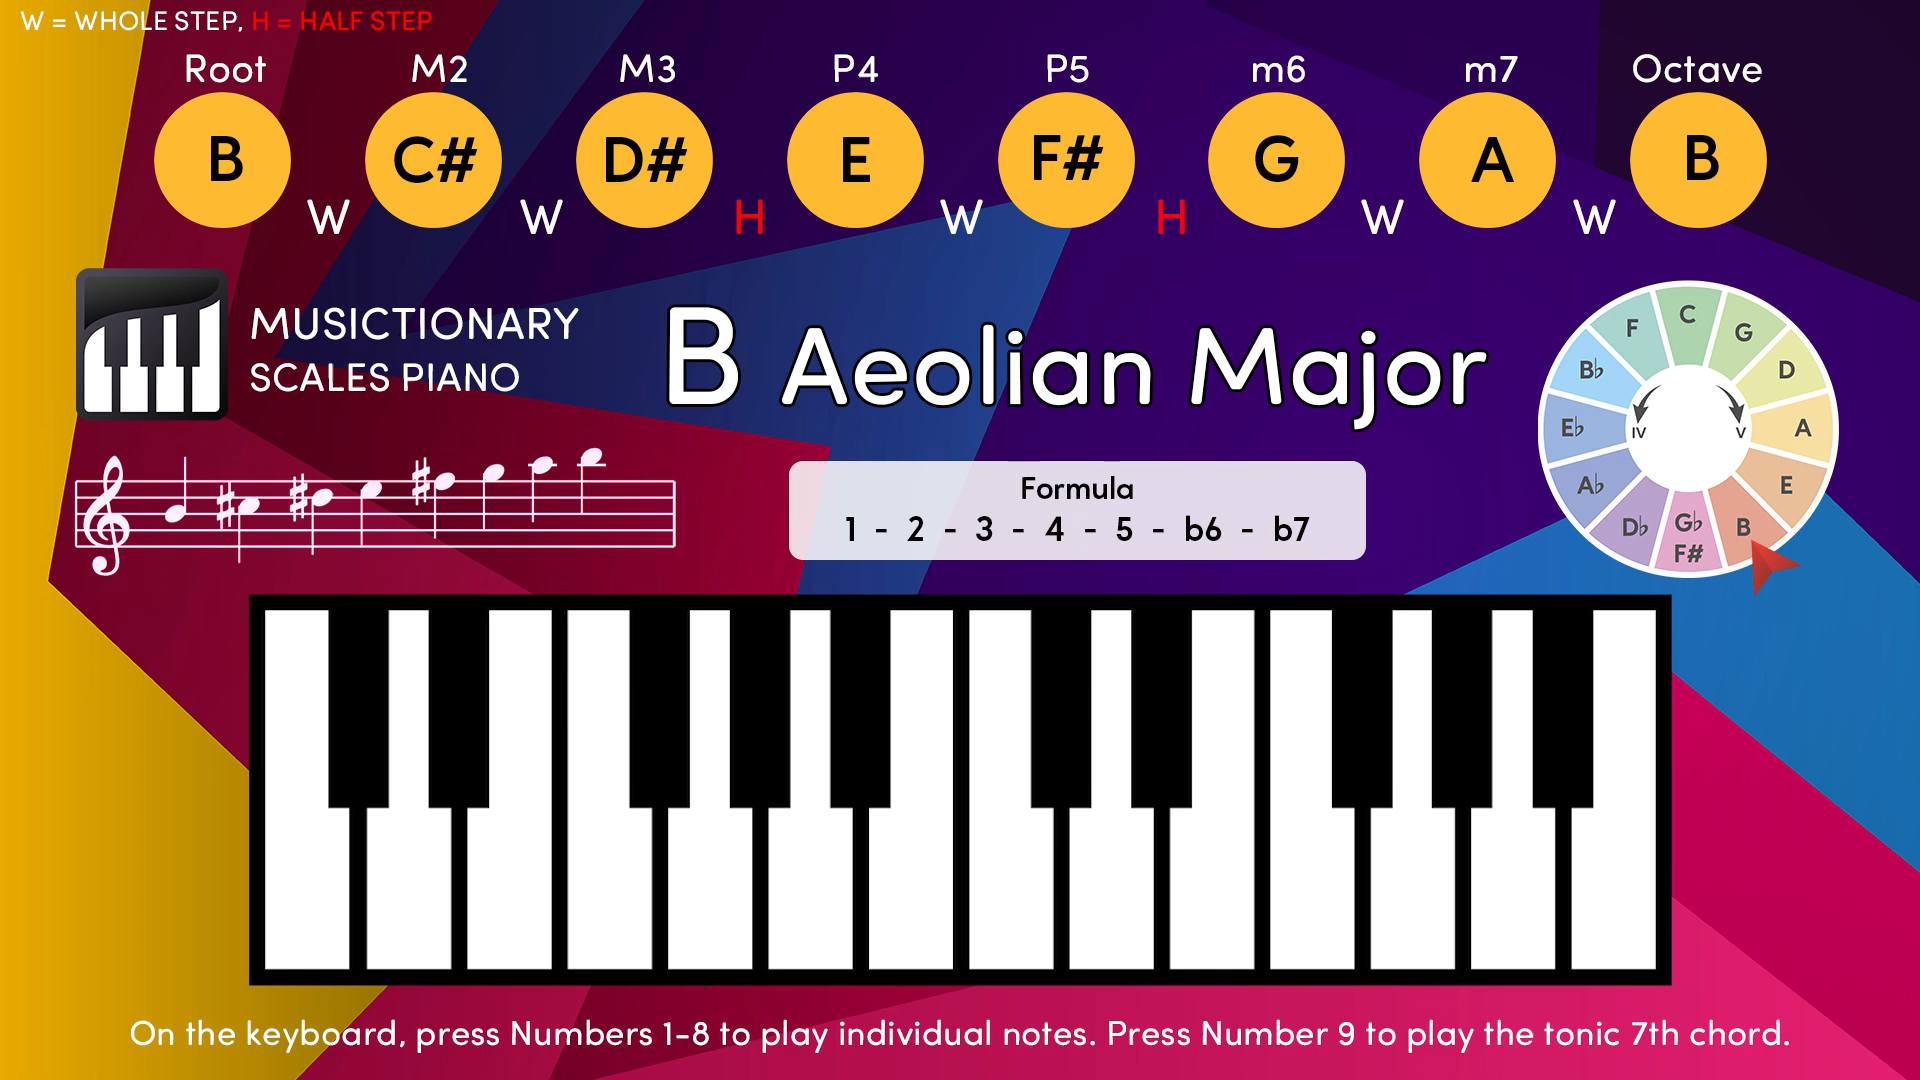 W = WHOLE STEP, H = HALF STEP
Root M2 M3 P4 P5 m6 m7 Octave
B C# D# E F# G A B
W W H W H W W
MUSICTIONARY
SCALES PIANO
B Aeolian Major
Formula
1 - 2 - 3 - 4 - 5 - b6 - b7
C
G
D
A
E
B
G♭
F#
D♭
A♭
E♭
B♭
F
IV V
On the keyboard, press Numbers 1-8 to play individual notes. Press Number 9 to play the tonic 7th chord.